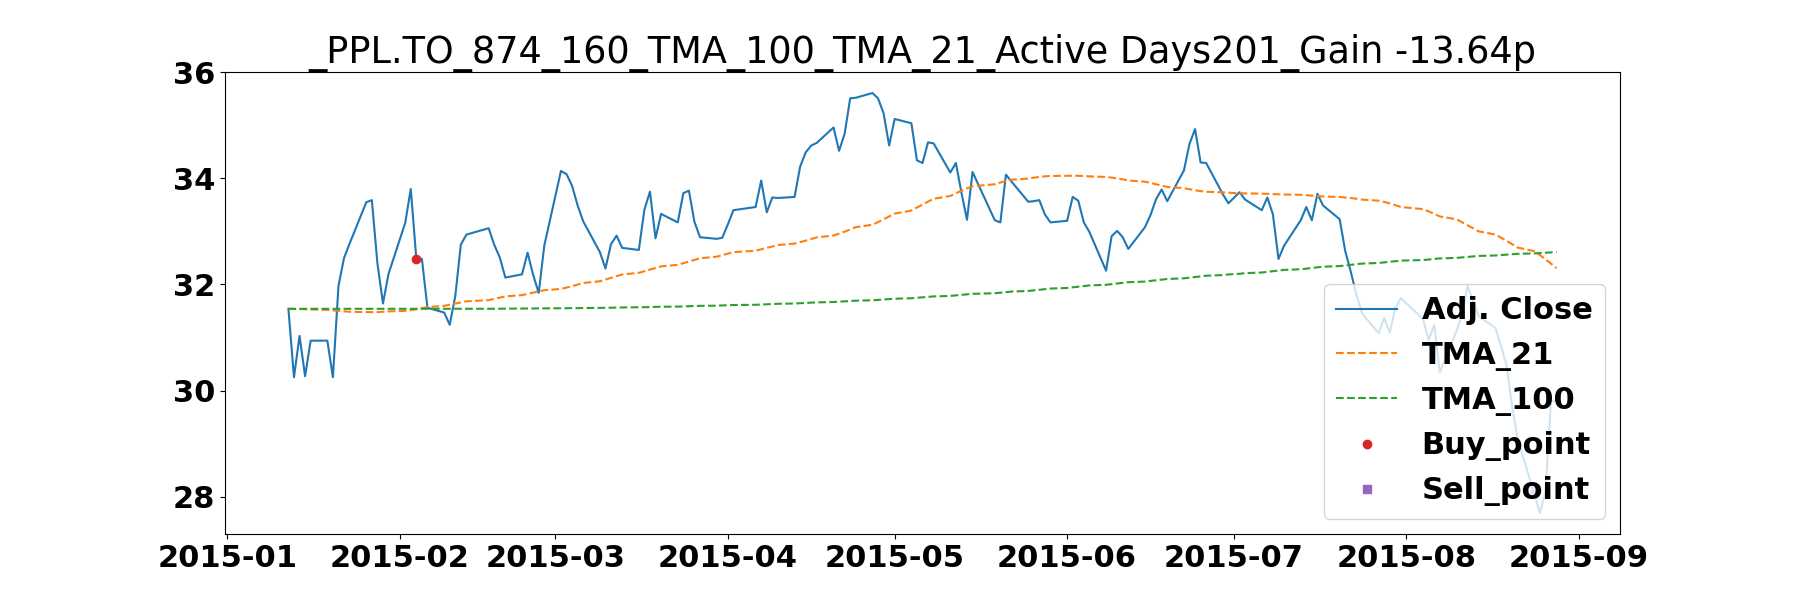 _PPL.TO_874_160_TMA_100_TMA_21_Active Days201_Gain -13.64p
36
34
32
30
28
Adj. Close
TMA_21
TMA_100
Buy_point
Sell_point
2015-01 2015-02 2015-03 2015-04 2015-05 2015-06 2015-07 2015-08 2015-09